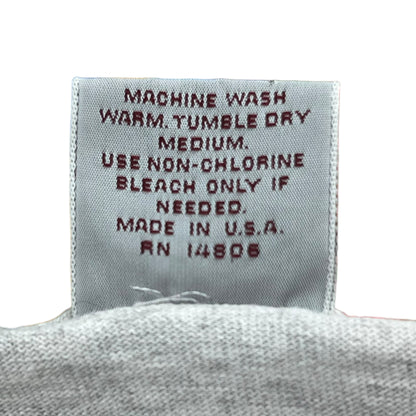 MACHINE WASH
WARM. TUMBLE DRY
MEDIUM.
USE NON-CHLORINE
BLEACH ONLY IF
NEEDED.
MADE IN U.S.A.
RN 14806